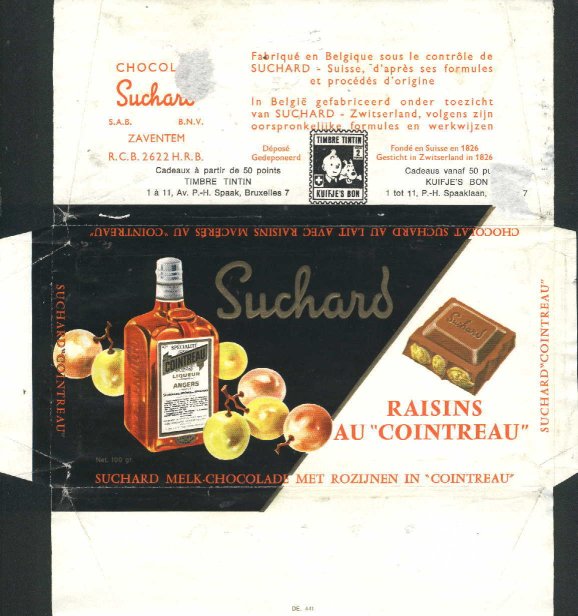 CHOCOL
Suchard
S.A.B. B.N.V.
ZAVENTEM
R.C.B. 2622 H.R.B.
Fabriqué en Belgique sous le contrôle de
SUCHARD - Suisse, d'après ses formules
et procédés d'origine
In België gefabriceerd onder toezicht
van SUCHARD - Zwitserland, volgens zijn
oorspronkelijke formules en werkwijzen
Déposé
Gedeponeerd
TIMBRE TINTIN
2
KUIFJE'S BON
Fondé en Suisse en 1826
Gesticht in Zwitserland in 1826
Cadeaux à partir de 50 points
TIMBRE TINTIN
1 à 11, Av. P.-H. Spaak, Bruxelles 7
Cadeaus vanaf 50 pu
KUIFJE'S BON
1 tot 11, P.-H. Spaaklaan, 7
CHOCOLAT SUCHARD AU LAIT AVEC RAISINS MACÉRÉS AU "COINTREAU"
SUCHARD "COINTREAU"
Suchard
COINTREAU
LIQUEUR
ANGERS
Suchard
RAISINS
AU "COINTREAU"
SUCHARD "COINTREAU"
Net. 100 gr
SUCHARD MELK-CHOCOLADE MET ROZIJNEN IN "COINTREAU"